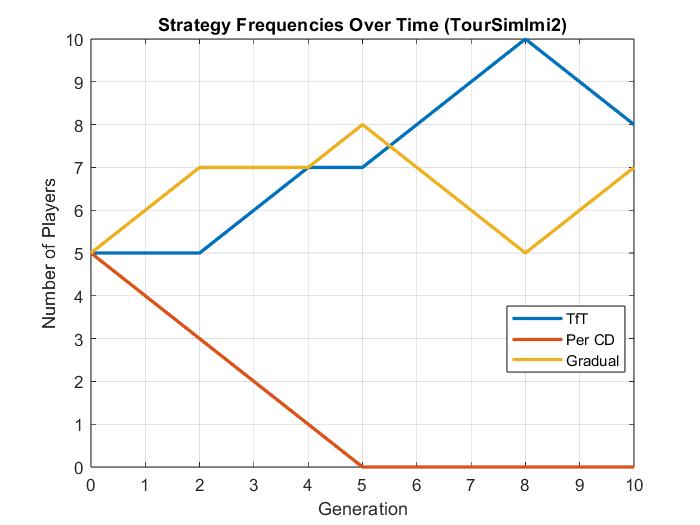 Strategy Frequencies Over Time (TourSimImi2)
10
9
8
7
6
5
4
3
2
1
0
Number of Players
TfT
Per CD
Gradual
0 1 2 3 4 5 6 7 8 9 10
Generation